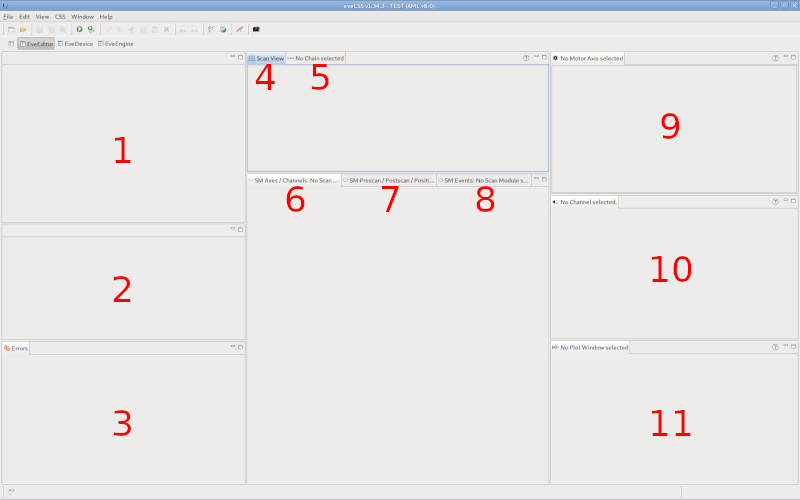 eveCSS v1.34.3 - TEST (XML v8.0)
File Edit View CSS Window Help
EveEditor EveDevice EveEngine
Scan View No Chain selected
No Motor Axis selected
4 5
9
1
SM Axes / Channels: No Scan ... SM Prescan / Postscan / Positi... SM Events: No Scan Module s...
6 7 8
No Channel selected.
2
10
Errors
No Plot Window selected
3
11